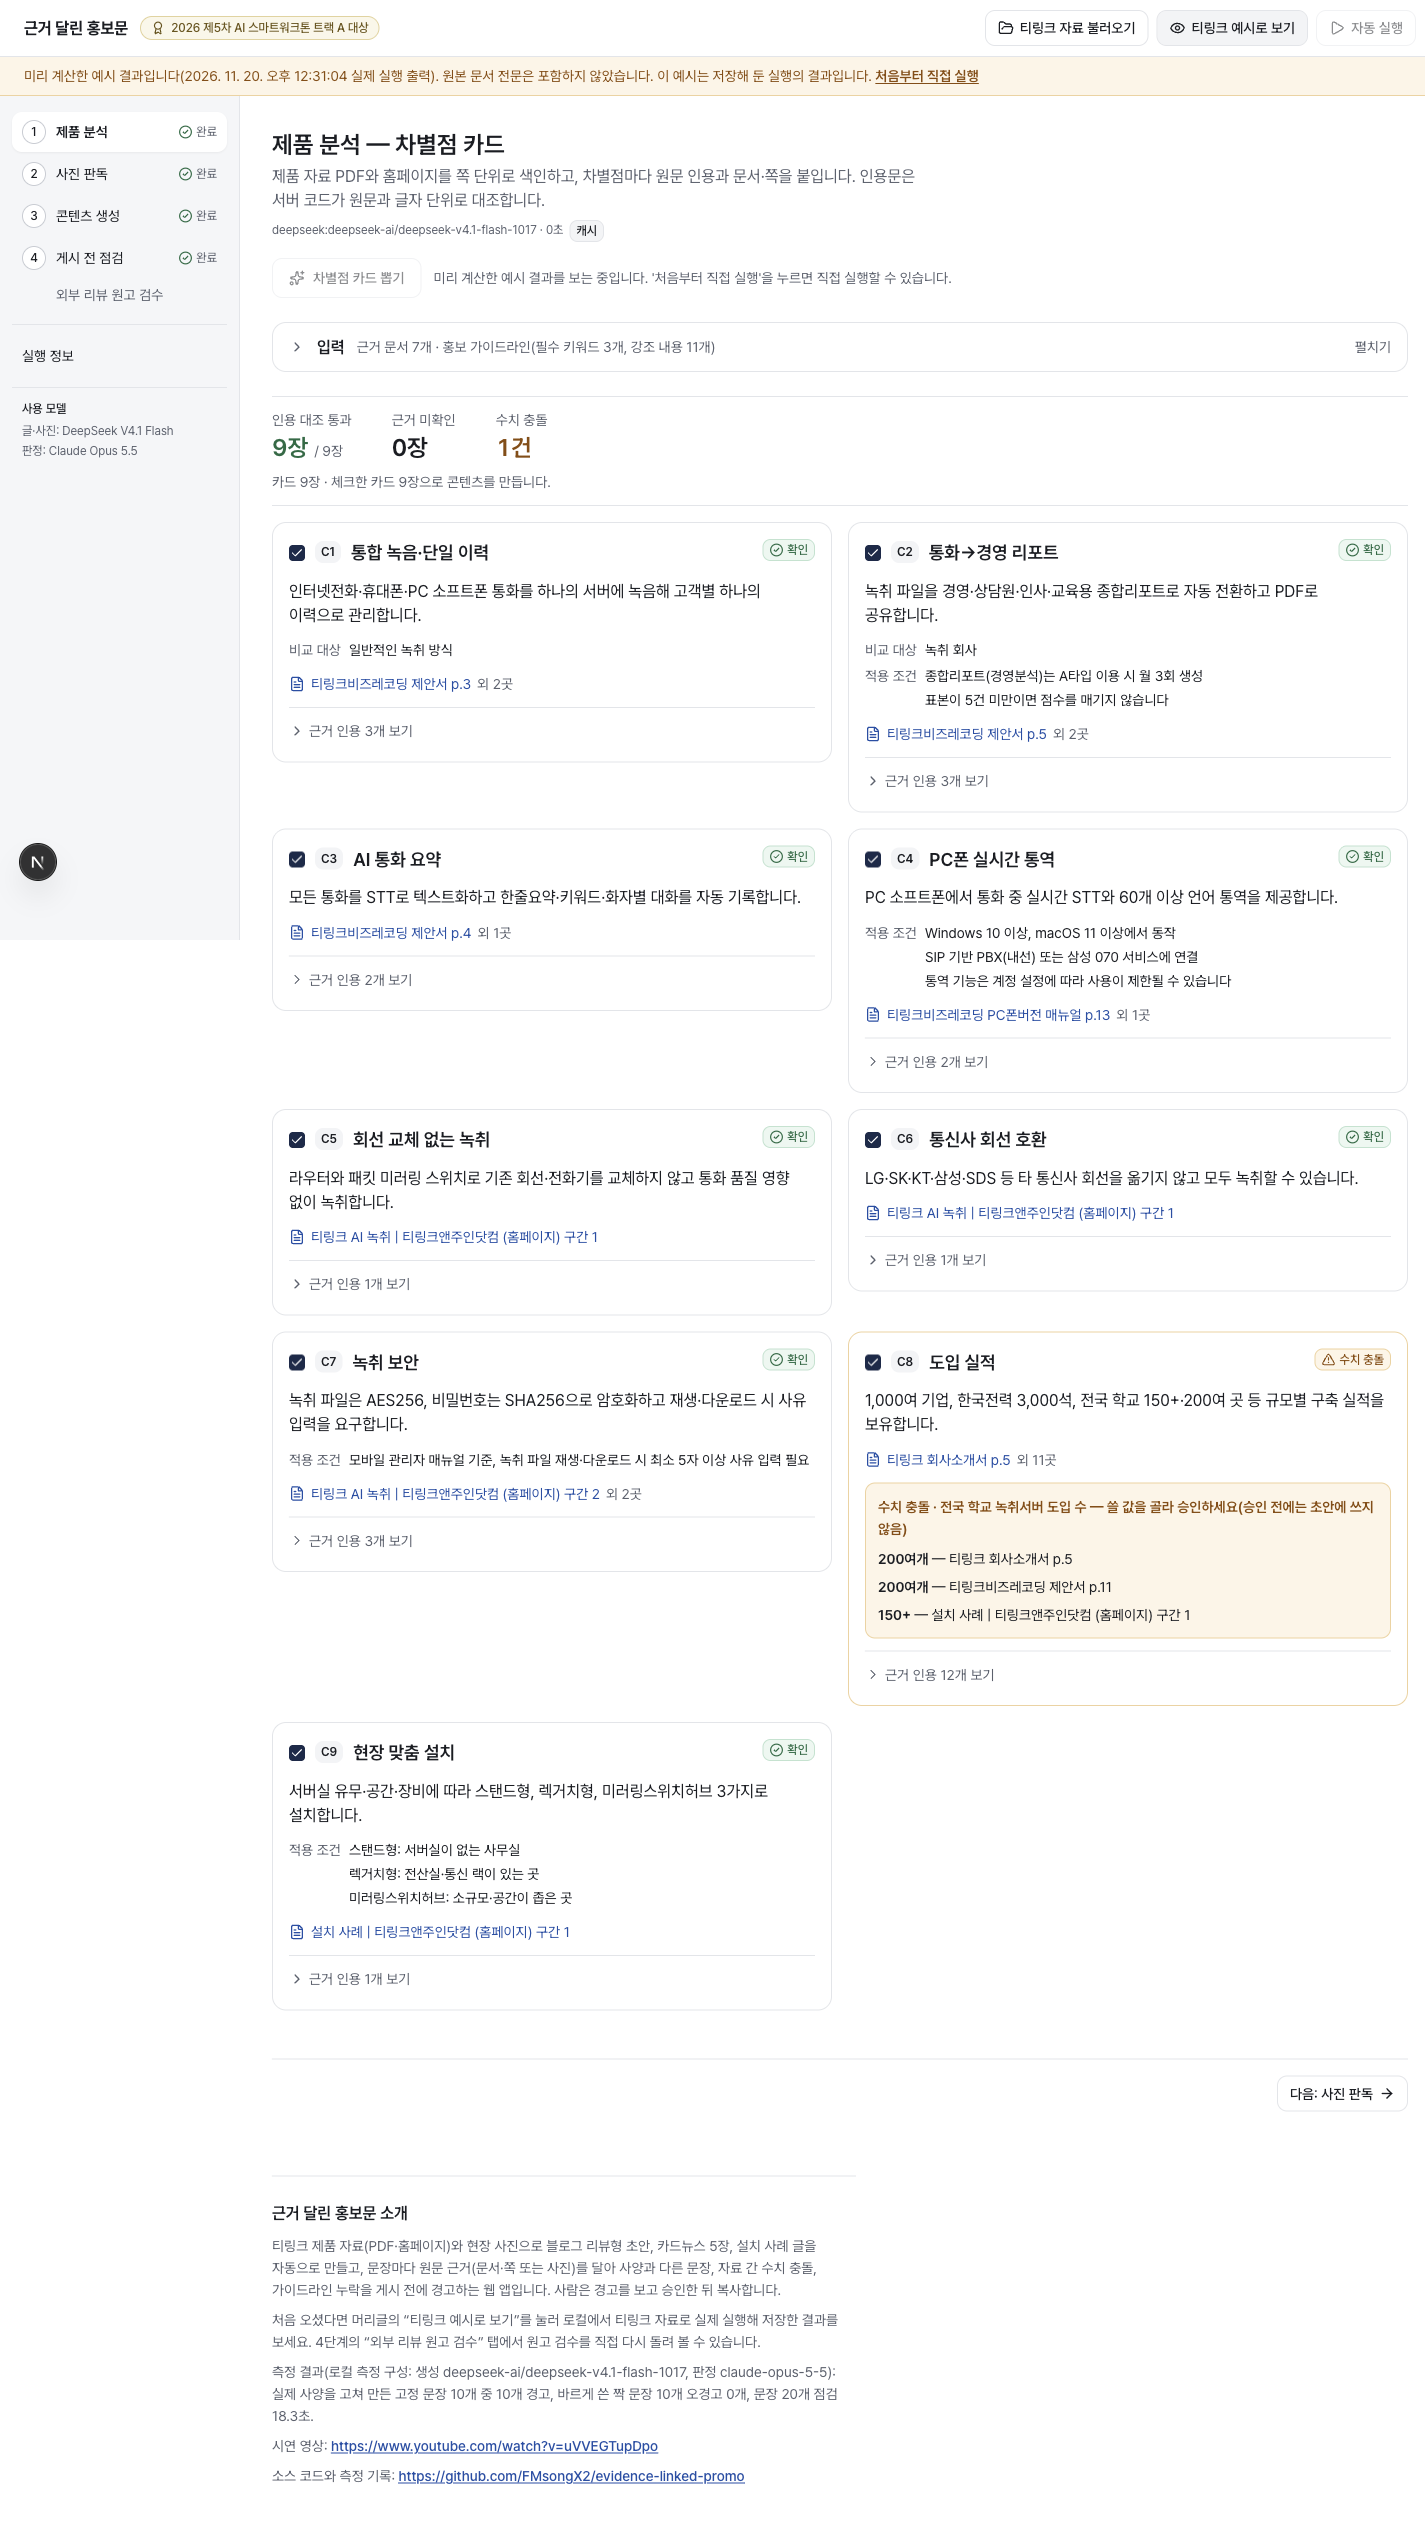 근거 달린 홍보문
2026 제5차 AI 스마트워크톤 트랙 A 대상
티링크 자료 불러오기
티링크 예시로 보기
자동 실행
미리 계산한 예시 결과입니다(2026. 11. 20. 오후 12:31:04 실제 실행 출력). 원본 문서 전문은 포함하지 않았습니다. 이 예시는 저장해 둔 실행의 결과입니다. 처음부터 직접 실행
1 제품 분석 완료
2 사진 판독 완료
3 콘텐츠 생성 완료
4 게시 전 점검 완료
외부 리뷰 원고 검수
실행 정보
사용 모델
글·사진: DeepSeek V4.1 Flash
판정: Claude Opus 5.5
N
제품 분석 — 차별점 카드
제품 자료 PDF와 홈페이지를 쪽 단위로 색인하고, 차별점마다 원문 인용과 문서·쪽을 붙입니다. 인용문은
서버 코드가 원문과 글자 단위로 대조합니다.
deepseek:deepseek-ai/deepseek-v4.1-flash-1017 · 0초 캐시
차별점 카드 뽑기
미리 계산한 예시 결과를 보는 중입니다. '처음부터 직접 실행'을 누르면 직접 실행할 수 있습니다.
입력 근거 문서 7개 · 홍보 가이드라인(필수 키워드 3개, 강조 내용 11개) 펼치기
인용 대조 통과 근거 미확인 수치 충돌
9장 / 9장 0장 1건
카드 9장 · 체크한 카드 9장으로 콘텐츠를 만듭니다.
C1 통합 녹음·단일 이력 확인
인터넷전화·휴대폰·PC 소프트폰 통화를 하나의 서버에 녹음해 고객별 하나의
이력으로 관리합니다.
비교 대상 일반적인 녹취 방식
티링크비즈레코딩 제안서 p.3 외 2곳
근거 인용 3개 보기
C2 통화→경영 리포트 확인
녹취 파일을 경영·상담원·인사·교육용 종합리포트로 자동 전환하고 PDF로
공유합니다.
비교 대상 녹취 회사
적용 조건 종합리포트(경영분석)는 A타입 이용 시 월 3회 생성
표본이 5건 미만이면 점수를 매기지 않습니다
티링크비즈레코딩 제안서 p.5 외 2곳
근거 인용 3개 보기
C3 AI 통화 요약 확인
모든 통화를 STT로 텍스트화하고 한줄요약·키워드·화자별 대화를 자동 기록합니다.
티링크비즈레코딩 제안서 p.4 외 1곳
근거 인용 2개 보기
C4 PC폰 실시간 통역 확인
PC 소프트폰에서 통화 중 실시간 STT와 60개 이상 언어 통역을 제공합니다.
적용 조건 Windows 10 이상, macOS 11 이상에서 동작
SIP 기반 PBX(내선) 또는 삼성 070 서비스에 연결
통역 기능은 계정 설정에 따라 사용이 제한될 수 있습니다
티링크비즈레코딩 PC폰버전 매뉴얼 p.13 외 1곳
근거 인용 2개 보기
C5 회선 교체 없는 녹취 확인
라우터와 패킷 미러링 스위치로 기존 회선·전화기를 교체하지 않고 통화 품질 영향
없이 녹취합니다.
티링크 AI 녹취 | 티링크앤주인닷컴 (홈페이지) 구간 1
근거 인용 1개 보기
C6 통신사 회선 호환 확인
LG·SK·KT·삼성·SDS 등 타 통신사 회선을 옮기지 않고 모두 녹취할 수 있습니다.
티링크 AI 녹취 | 티링크앤주인닷컴 (홈페이지) 구간 1
근거 인용 1개 보기
C7 녹취 보안 확인
녹취 파일은 AES256, 비밀번호는 SHA256으로 암호화하고 재생·다운로드 시 사유
입력을 요구합니다.
적용 조건 모바일 관리자 매뉴얼 기준, 녹취 파일 재생·다운로드 시 최소 5자 이상 사유 입력 필요
티링크 AI 녹취 | 티링크앤주인닷컴 (홈페이지) 구간 2 외 2곳
근거 인용 3개 보기
C8 도입 실적 수치 충돌
1,000여 기업, 한국전력 3,000석, 전국 학교 150+·200여 곳 등 규모별 구축 실적을
보유합니다.
티링크 회사소개서 p.5 외 11곳
수치 충돌 · 전국 학교 녹취서버 도입 수 — 쓸 값을 골라 승인하세요(승인 전에는 초안에 쓰지
않음)
200여개 — 티링크 회사소개서 p.5
200여개 — 티링크비즈레코딩 제안서 p.11
150+ — 설치 사례 | 티링크앤주인닷컴 (홈페이지) 구간 1
근거 인용 12개 보기
C9 현장 맞춤 설치 확인
서버실 유무·공간·장비에 따라 스탠드형, 렉거치형, 미러링스위치허브 3가지로
설치합니다.
적용 조건 스탠드형: 서버실이 없는 사무실
렉거치형: 전산실·통신 랙이 있는 곳
미러링스위치허브: 소규모·공간이 좁은 곳
설치 사례 | 티링크앤주인닷컴 (홈페이지) 구간 1
근거 인용 1개 보기
다음: 사진 판독
근거 달린 홍보문 소개
티링크 제품 자료(PDF·홈페이지)와 현장 사진으로 블로그 리뷰형 초안, 카드뉴스 5장, 설치 사례 글을
자동으로 만들고, 문장마다 원문 근거(문서·쪽 또는 사진)를 달아 사양과 다른 문장, 자료 간 수치 충돌,
가이드라인 누락을 게시 전에 경고하는 웹 앱입니다. 사람은 경고를 보고 승인한 뒤 복사합니다.
처음 오셨다면 머리글의 “티링크 예시로 보기”를 눌러 로컬에서 티링크 자료로 실제 실행해 저장한 결과를
보세요. 4단계의 “외부 리뷰 원고 검수” 탭에서 원고 검수를 직접 다시 돌려 볼 수 있습니다.
측정 결과(로컬 측정 구성: 생성 deepseek-ai/deepseek-v4.1-flash-1017, 판정 claude-opus-5-5):
실제 사양을 고쳐 만든 고정 문장 10개 중 10개 경고, 바르게 쓴 짝 문장 10개 오경고 0개, 문장 20개 점검
18.3초.
시연 영상: https://www.youtube.com/watch?v=uVVEGTupDpo
소스 코드와 측정 기록: https://github.com/FMsongX2/evidence-linked-promo